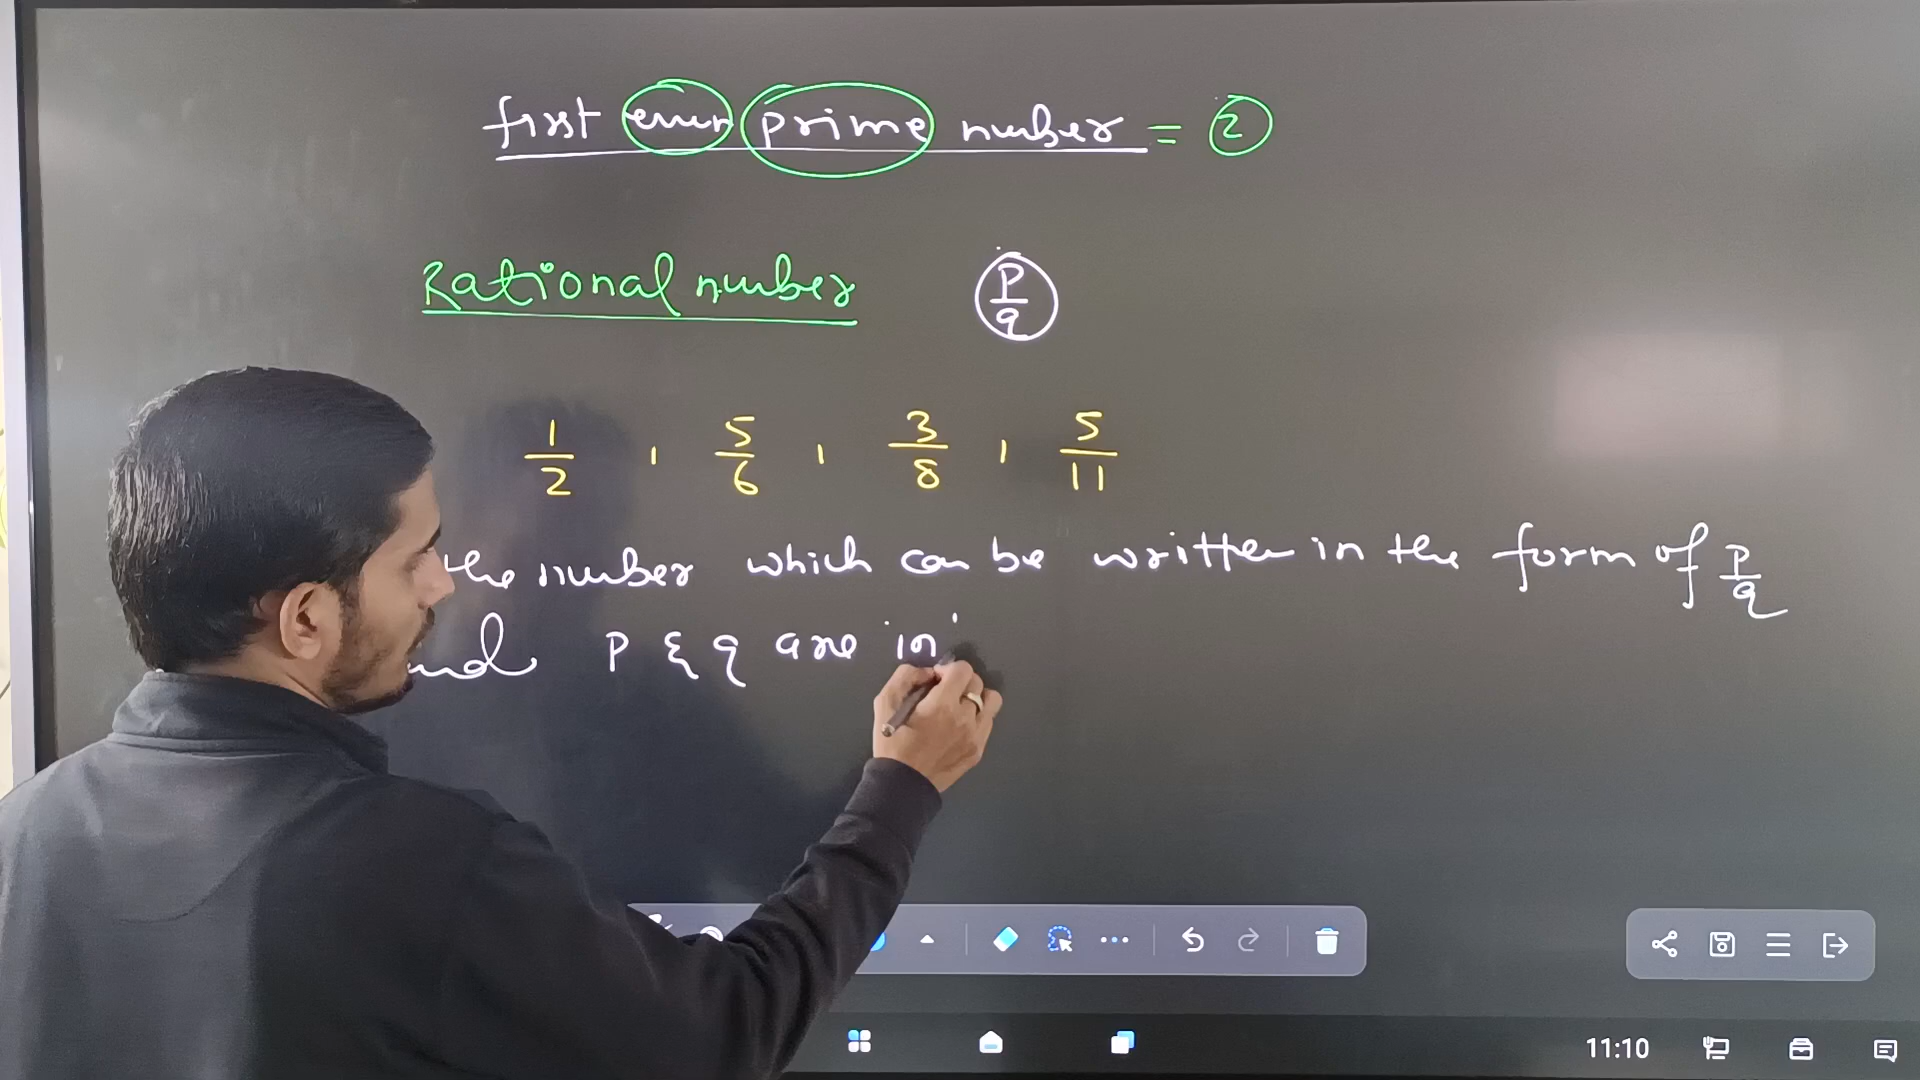 first even prime number = 2
Rational number p/q
1/2 , 5/6 , 3/8 , 5/11
the number which can be written in the form of p/q
and p & q are in
11:10